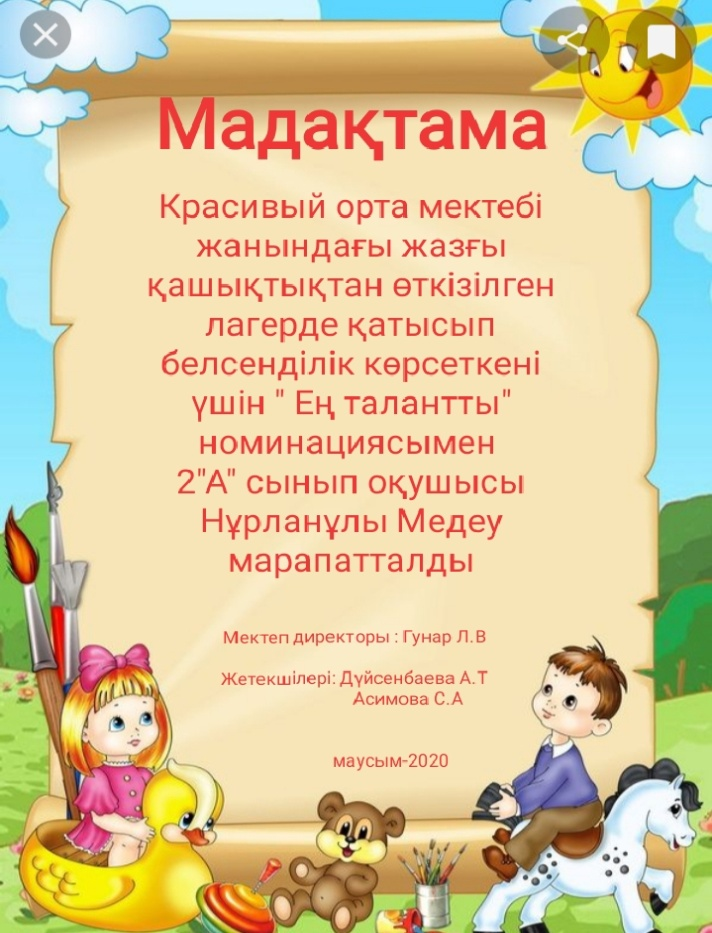 Мадақтама
Красивый орта мектебі
жанындағы жазғы
қашықтықтан өткізілген
лагерде қатысып
белсенділік көрсеткені
үшін " Ең талантты"
номинациясымен
2"А" сынып оқушысы
Нұрланұлы Медеу
марапатталды
Мектеп директоры : Гунар Л.В
Жетекшілері: Дүйсенбаева А.Т
Асимова С.А
маусым-2020